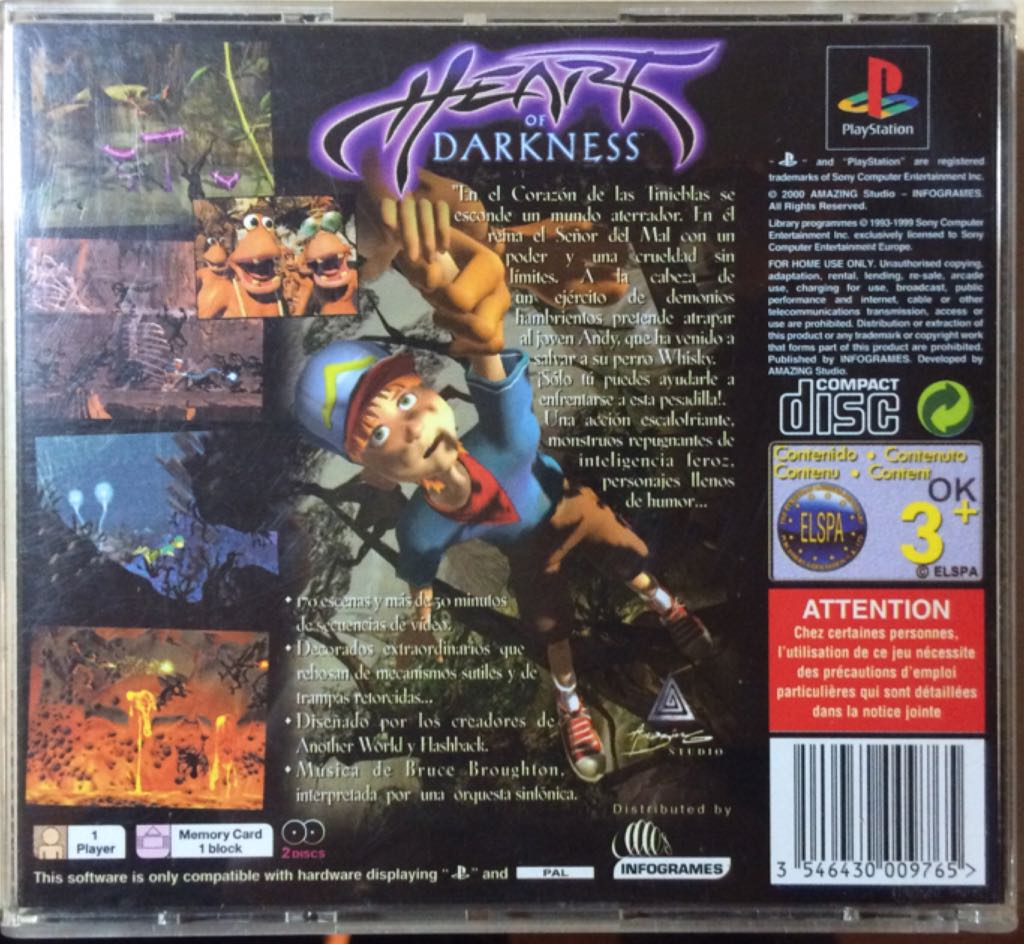 HEART
OF
DARKNESS™
"En el Corazón de las Tinieblas se
esconde un mundo aterrador. En él
reina el Señor del Mal con un
poder y una crueldad sin
límites. A la cabeza de
un ejército de demonios
hambrientos pretende atrapar
al joven Andy, que ha venido a
salvar a su perro Whisky.
¡Sólo tú puedes ayudarle a
enfrentarse a esta pesadilla!.
Una acción escalofriante,
monstruos repugnantes de
inteligencia feroz,
personajes llenos
de humor...
• 170 escenas y más de 30 minutos
de secuencias de vídeo.
• Decorados extraordinarios que
rebosan de mecanismos sutiles y de
trampas retorcidas...
• Diseñado por los creadores de
Another World y Flashback.
• Música de Bruce Broughton,
interpretada por una orquesta sinfónica.
Amazing
STUDIO
Distributed by
INFOGRAMES
1
Player
Memory Card
1 block
2 DISCS
This software is only compatible with hardware displaying " " and PAL
PlayStation
" " and "PlayStation" are registered
trademarks of Sony Computer Entertainment Inc.
© 2000 AMAZING Studio – INFOGRAMES.
All Rights Reserved.
Library programmes © 1993-1999 Sony Computer
Entertainment Inc. exclusively licensed to Sony
Computer Entertainment Europe.
FOR HOME USE ONLY. Unauthorised copying,
adaptation, rental, lending, re-sale, arcade
use, charging for use, broadcast, public
performance and internet, cable or other
telecommunications transmission, access or
use are prohibited. Distribution or extraction of
this product or any trademark or copyright work
that forms part of this product are prohibited.
Published by INFOGRAMES. Developed by
AMAZING Studio.
COMPACT
disc
Contenido • Contenuto
Contenu • Content
ELSPA
OK
3+
© ELSPA
ATTENTION
Chez certaines personnes,
l'utilisation de ce jeu nécessite
des précautions d'emploi
particulières qui sont détaillées
dans la notice jointe
3 546430 009765 >